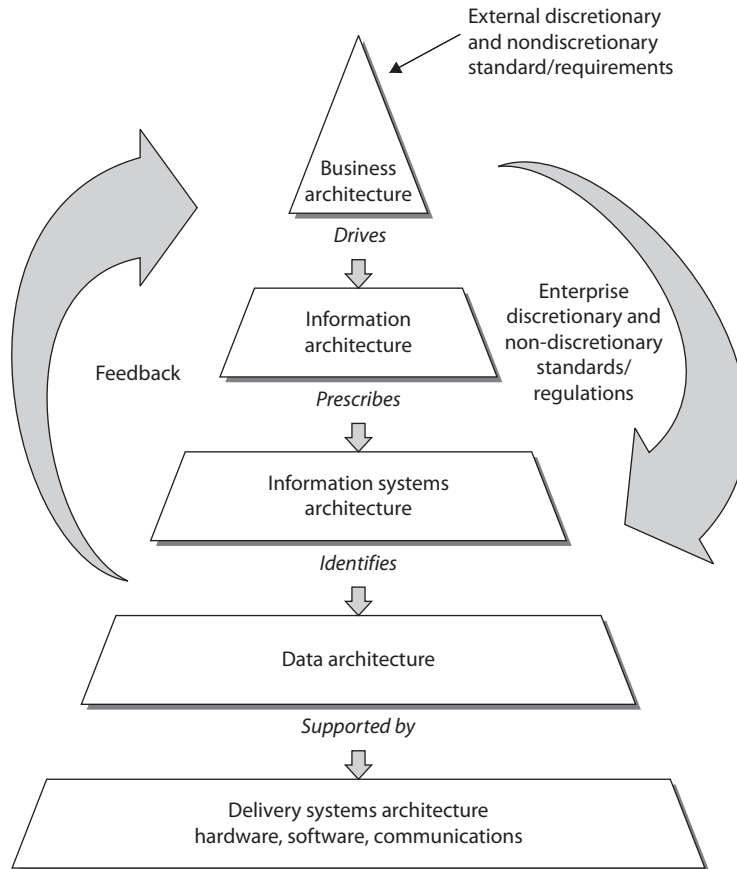 External discretionary
and nondiscretionary
standard/requirements
Business
architecture
Drives
Information
architecture
Enterprise
discretionary and
non-discretionary
standards/
regulations
Feedback
Prescribes
Information systems
architecture
Identifies
Data architecture
Supported by
Delivery systems architecture
hardware, software, communications